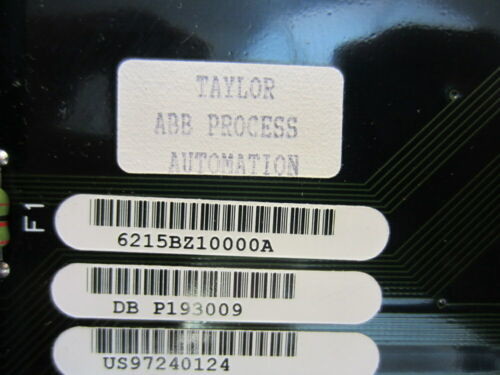 TAYLOR
ABB PROCESS
AUTOMATION
F1
6215BZ10000A
DB P193009
US97240124